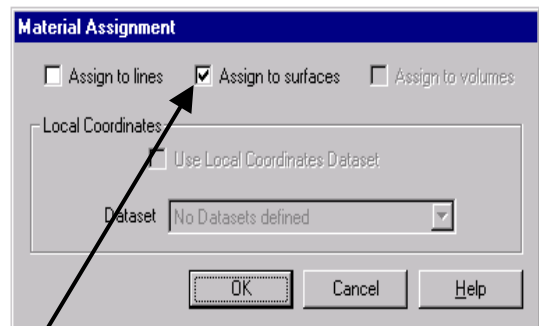 Material Assignment
Assign to lines Assign to surfaces Assign to volumes
Local Coordinates
Use Local Coordinates Dataset
Dataset No Datasets defined
OK Cancel Help